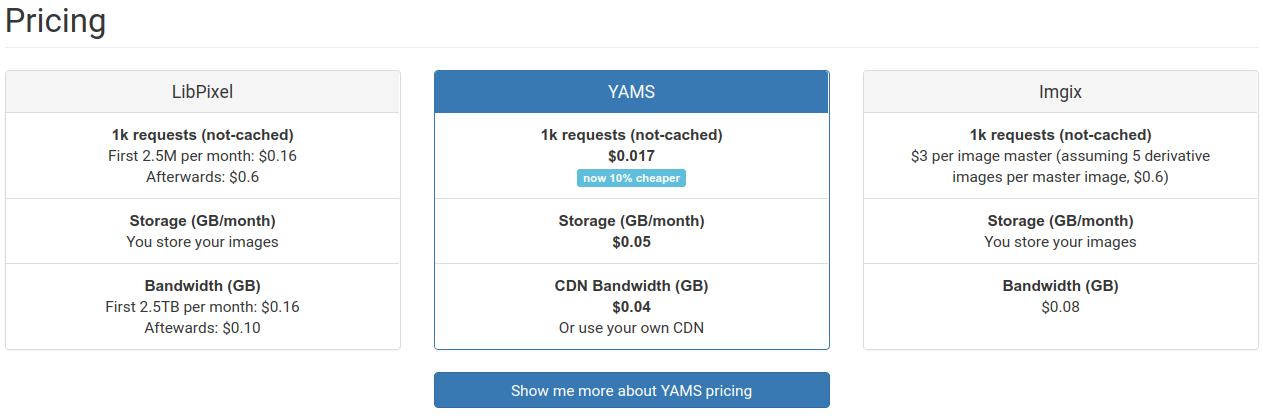 Pricing
LibPixel
1k requests (not-cached)
First 2.5M per month: $0.16
Afterwards: $0.6
Storage (GB/month)
You store your images
Bandwidth (GB)
First 2.5TB per month: $0.16
Aftewards: $0.10
YAMS
1k requests (not-cached)
$0.017
now 10% cheaper
Storage (GB/month)
$0.05
CDN Bandwidth (GB)
$0.04
Or use your own CDN
Imgix
1k requests (not-cached)
$3 per image master (assuming 5 derivative
images per master image, $0.6)
Storage (GB/month)
You store your images
Bandwidth (GB)
$0.08
Show me more about YAMS pricing